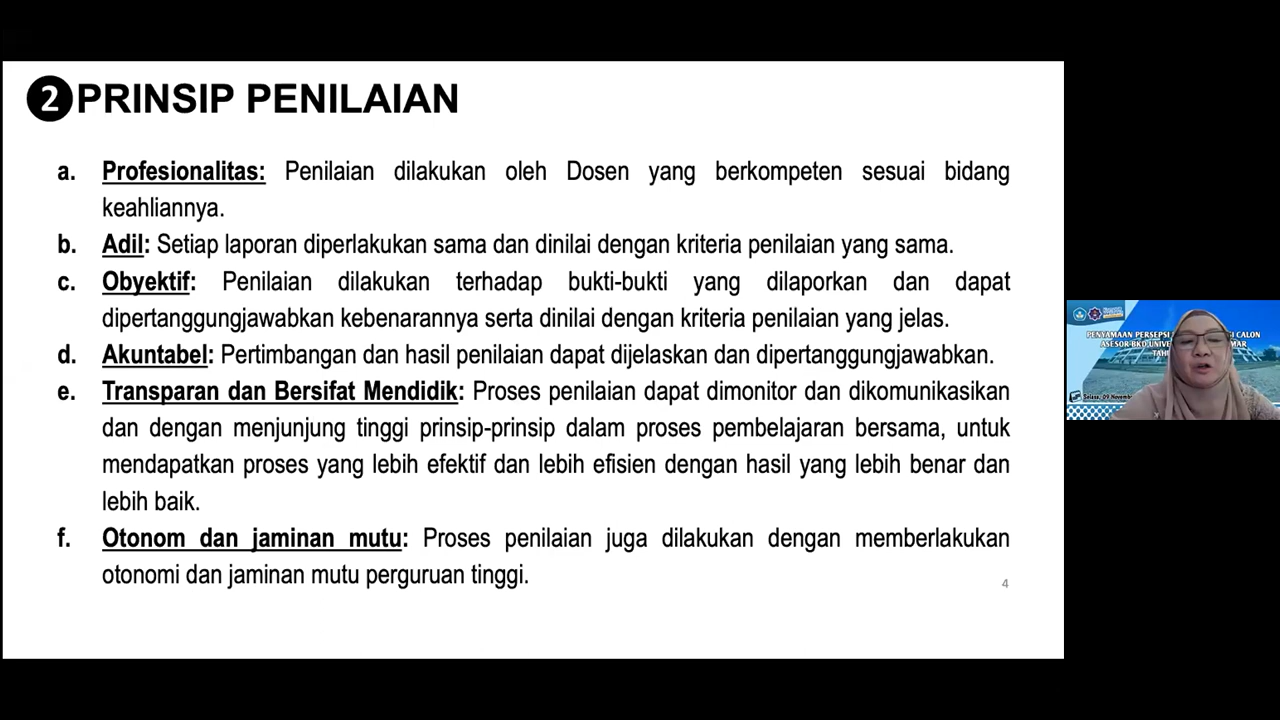 2 PRINSIP PENILAIAN
a. Profesionalitas: Penilaian dilakukan oleh Dosen yang berkompeten sesuai bidang
keahliannya.
b. Adil: Setiap laporan diperlakukan sama dan dinilai dengan kriteria penilaian yang sama.
c. Obyektif: Penilaian dilakukan terhadap bukti-bukti yang dilaporkan dan dapat
dipertanggungjawabkan kebenarannya serta dinilai dengan kriteria penilaian yang jelas.
d. Akuntabel: Pertimbangan dan hasil penilaian dapat dijelaskan dan dipertanggungjawabkan.
e. Transparan dan Bersifat Mendidik: Proses penilaian dapat dimonitor dan dikomunikasikan
dan dengan menjunjung tinggi prinsip-prinsip dalam proses pembelajaran bersama, untuk
mendapatkan proses yang lebih efektif dan lebih efisien dengan hasil yang lebih benar dan
lebih baik.
f. Otonom dan jaminan mutu: Proses penilaian juga dilakukan dengan memberlakukan
otonomi dan jaminan mutu perguruan tinggi.
4
PENYAMAAN PERSEPSI CALON
ASESOR BKD
Selasa, 09